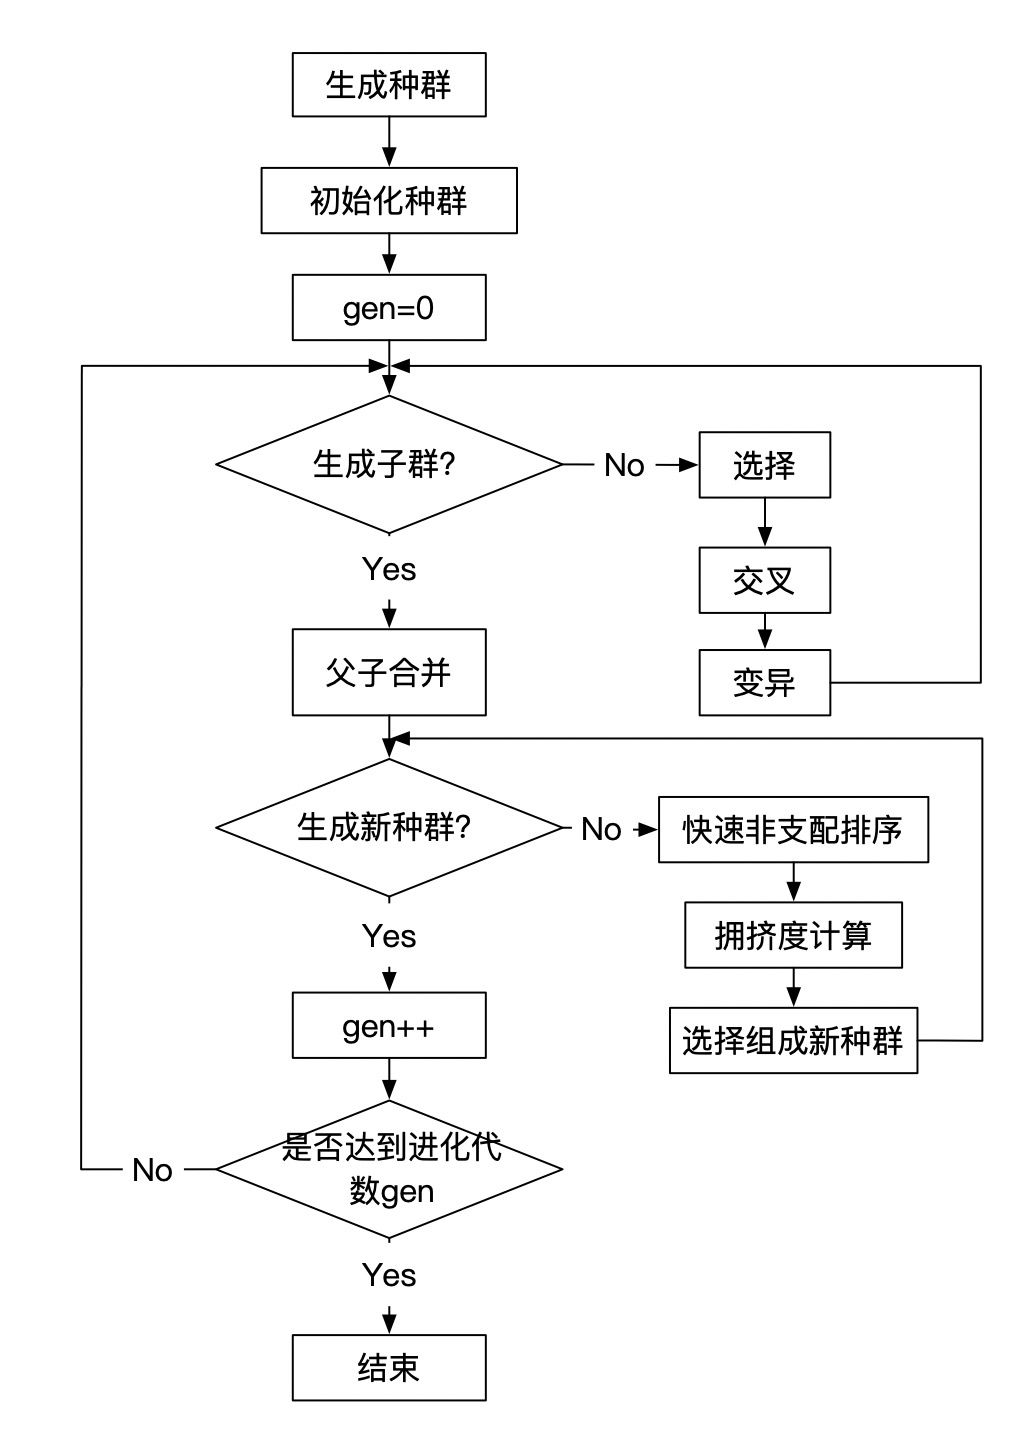 生成种群
初始化种群
gen=0
生成子群?
No
选择
交叉
变异
Yes
父子合并
生成新种群?
No
快速非支配排序
拥挤度计算
选择组成新种群
Yes
gen++
是否达到进化代
数gen
No
Yes
结束